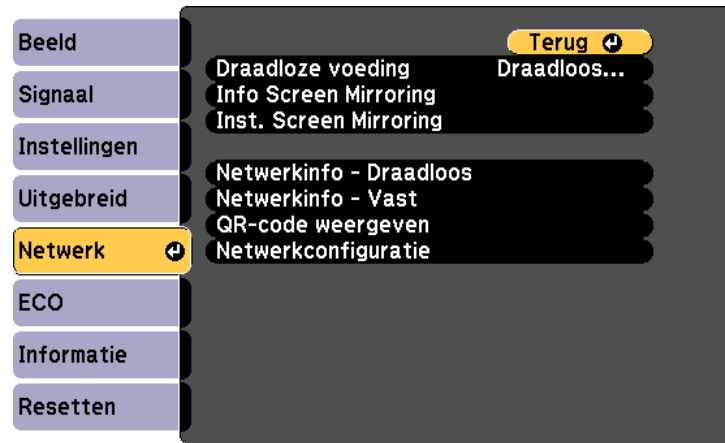 Beeld
Signaal
Instellingen
Uitgebreid
Netwerk
ECO
Informatie
Resetten
Terug
Draadloze voeding Draadloos...
Info Screen Mirroring
Inst. Screen Mirroring
Netwerkinfo - Draadloos
Netwerkinfo - Vast
QR-code weergeven
Netwerkconfiguratie